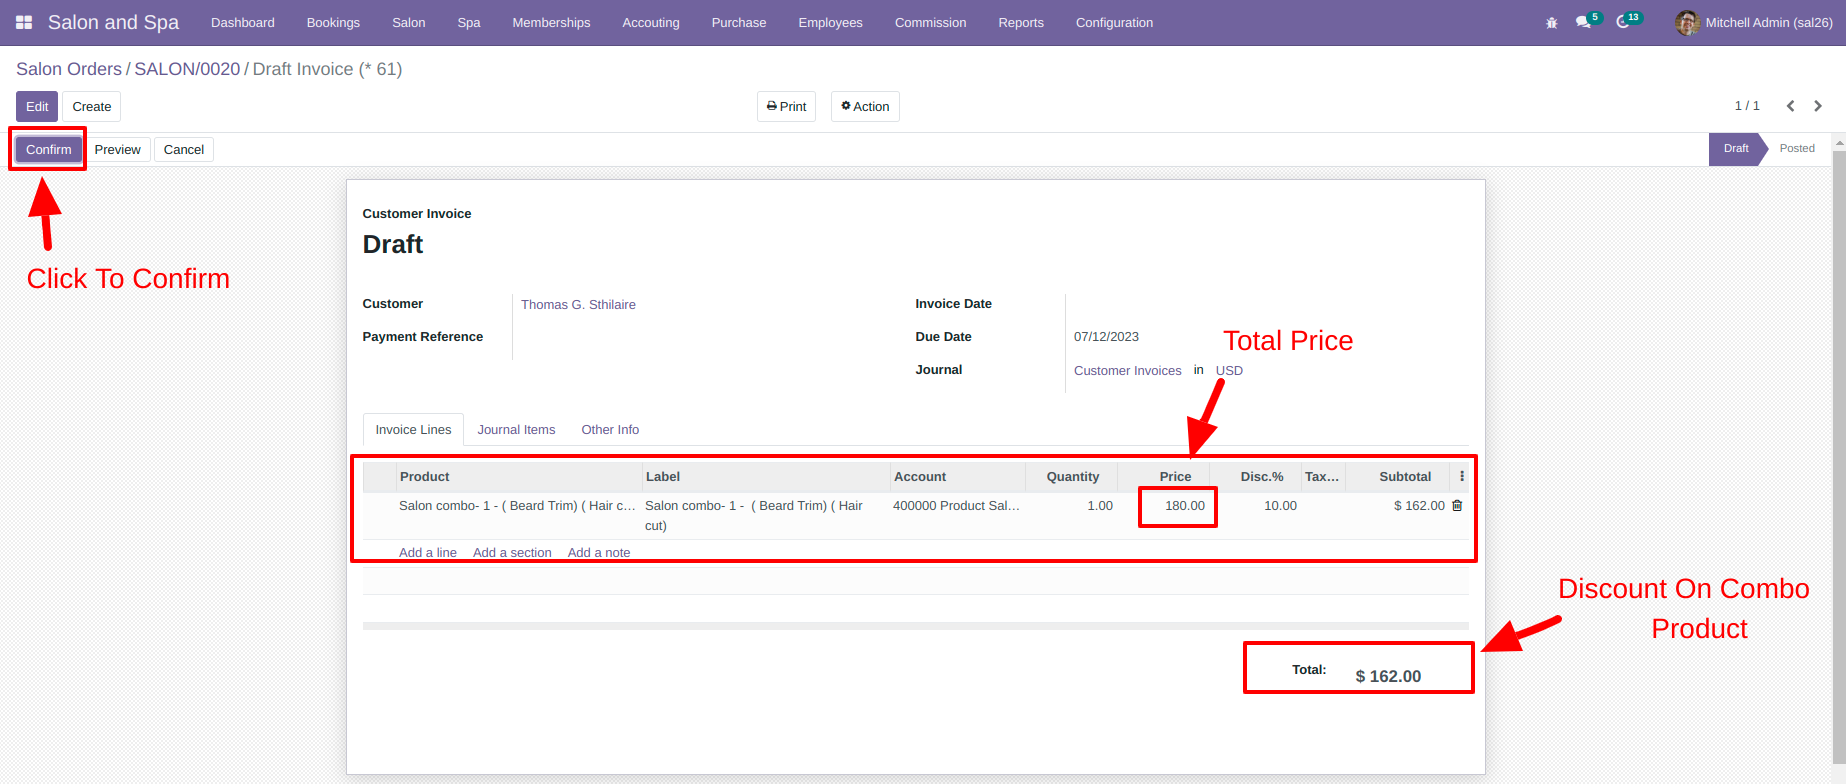 Salon and Spa Dashboard Bookings Salon Spa Memberships Accouting Purchase Employees Commission Reports Configuration 5 13 Mitchell Admin (sal26)
Salon Orders / SALON/0020 / Draft Invoice (* 61)
Edit Create Print Action 1 / 1
Confirm Preview Cancel Draft Posted
Customer Invoice
Draft
Click To Confirm
Customer Thomas G. Sthilaire Invoice Date
Payment Reference Due Date 07/12/2023
Total Price
Journal Customer Invoices in USD
Invoice Lines Journal Items Other Info
Product Label Account Quantity Price Disc.% Tax... Subtotal
Salon combo- 1 - ( Beard Trim) ( Hair c... Salon combo- 1 - ( Beard Trim) ( Hair 400000 Product Sal... 1.00 180.00 10.00 $ 162.00
cut)
Add a line Add a section Add a note
Discount On Combo
Product
Total: $ 162.00